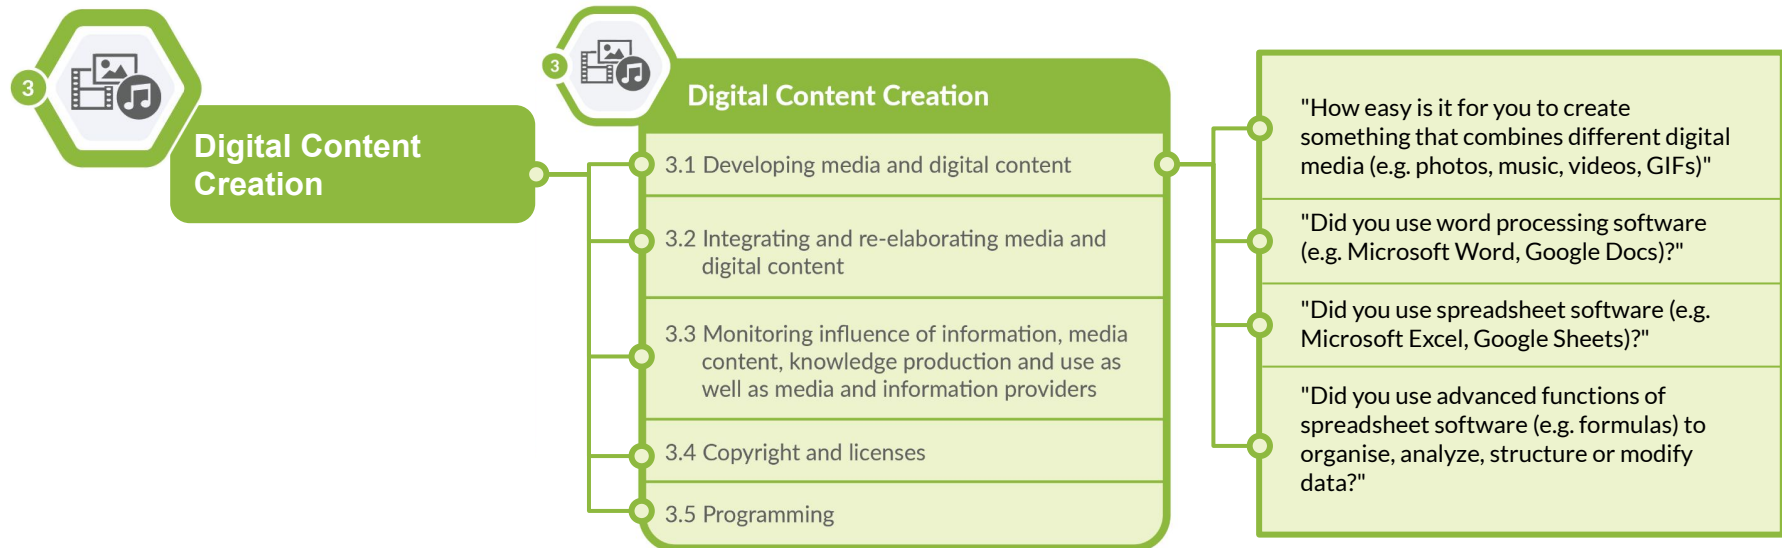 3
Digital Content
Creation
3
Digital Content Creation
3.1 Developing media and digital content
3.2 Integrating and re-elaborating media and
digital content
3.3 Monitoring influence of information, media
content, knowledge production and use as
well as media and information providers
3.4 Copyright and licenses
3.5 Programming
"How easy is it for you to create
something that combines different digital
media (e.g. photos, music, videos, GIFs)"
"Did you use word processing software
(e.g. Microsoft Word, Google Docs)?"
"Did you use spreadsheet software (e.g.
Microsoft Excel, Google Sheets)?"
"Did you use advanced functions of
spreadsheet software (e.g. formulas) to
organise, analyze, structure or modify
data?"